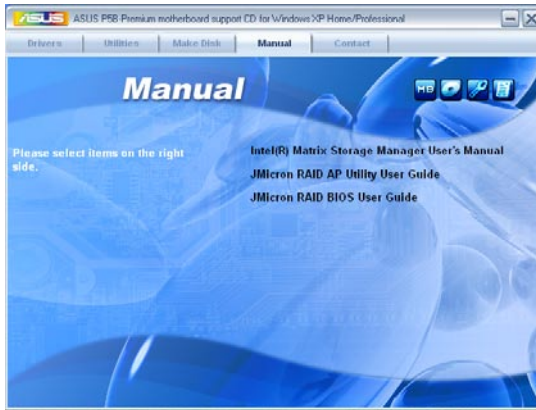 ASUS P5B Premium motherboard support CD for Windows XP Home/Professional
Drivers Utilities Make Disk Manual Contact
Manual
Please select items on the right
side.
Intel(R) Matrix Storage Manager User's Manual
JMicron RAID AP Utility User Guide
JMicron RAID BIOS User Guide
MB